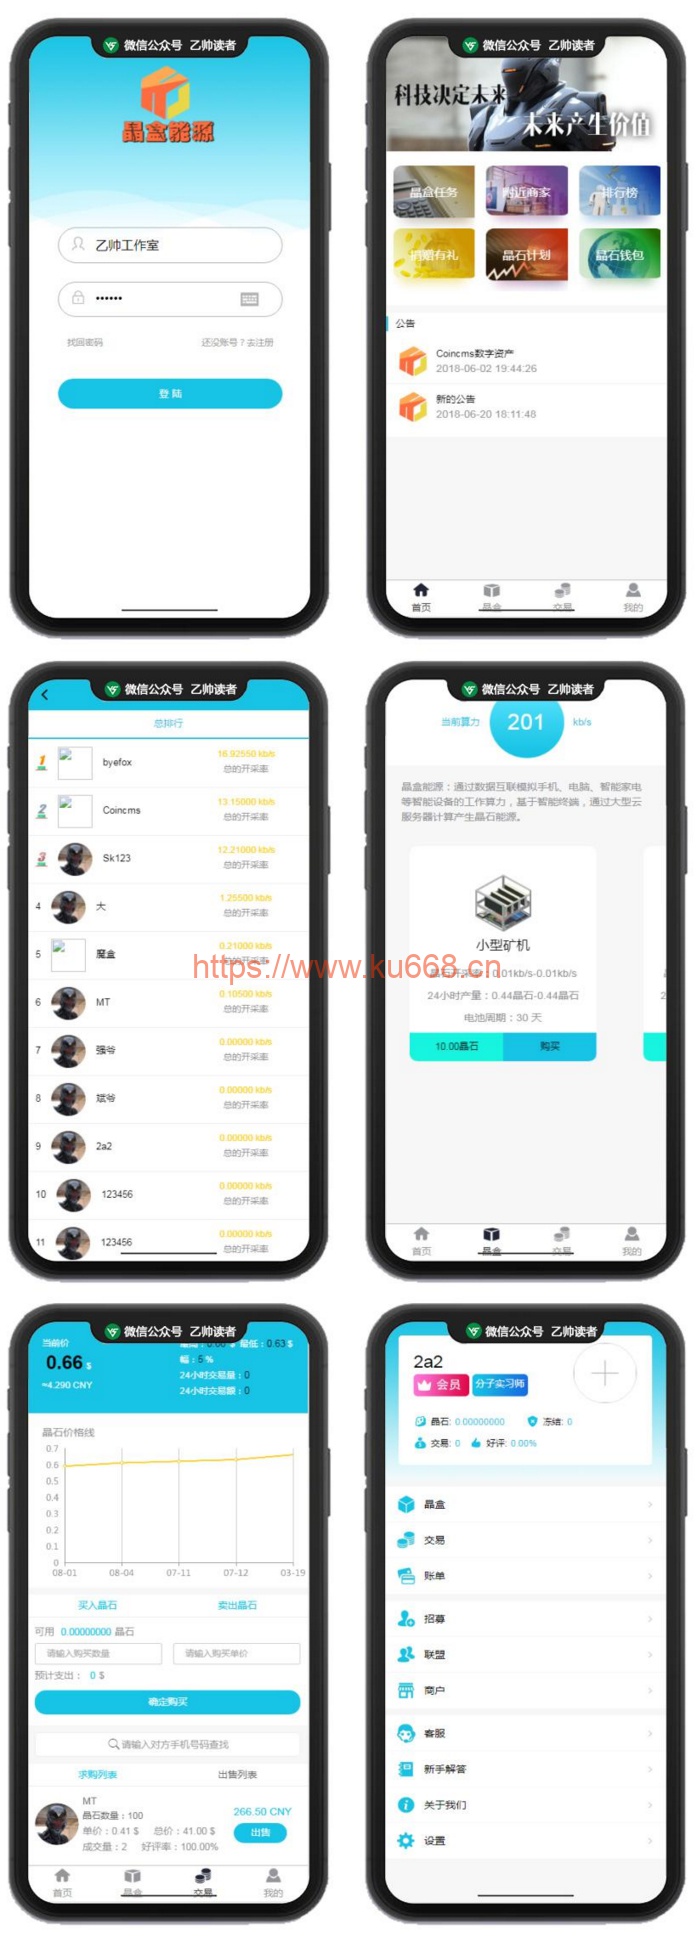 微信公众号 乙帅读者
晶盒能源
乙帅工作室
••••••
找回密码 还没账号？去注册
登 陆
微信公众号 乙帅读者
科技决定未来
未来产生价值
晶盒任务 附近商家 排行榜
捐赠有礼 晶石计划 晶石钱包
公告
Coincms数字资产
2018-06-02 19:44:26
新的公告
2018-06-20 18:11:48
首页 晶盒 交易 我的
微信公众号 乙帅读者
总排行
1 byefox 16.92550 kb/s
总的开采率
2 Coincms 13.15000 kb/s
总的开采率
3 Sk123 12.21000 kb/s
总的开采率
4 大 1.25500 kb/s
总的开采率
5 魔盒 0.21000 kb/s
总的开采率
6 MT 0.10500 kb/s
总的开采率
7 强爷 0.00000 kb/s
总的开采率
8 斌爷 0.00000 kb/s
总的开采率
9 2a2 0.00000 kb/s
总的开采率
10 123456 0.00000 kb/s
总的开采率
11 123456 0.00000 kb/s
总的开采率
微信公众号 乙帅读者
当前算力 201 kb/s
晶盒能源：通过数据互联模拟手机、电脑、智能家电
等智能设备的工作算力，基于智能终端，通过大型云
服务器计算产生晶石能源。
小型矿机
晶石开采率：0.01kb/s-0.01kb/s
24小时产量：0.44晶石-0.44晶石
电池周期：30 天
10.00晶石 购买
2
首页 晶盒 交易 我的
https://www.ku668.cn
微信公众号 乙帅读者
当前价
0.66 $
≈4.290 CNY
最高：0.66 $ 最低：0.63 $
幅：5 %
24小时交易量：0
24小时交易额：0
晶石价格线
0.7
0.6
0.5
0.4
0.3
0.2
0.1
0
08-01 08-04 07-11 07-12 03-19
买入晶石 卖出晶石
可用 0.00000000 晶石
请输入购买数量 请输入购买单价
预计支出： 0 $
确定购买
请输入对方手机号码查找
求购列表 出售列表
MT
晶石数量：100
单价：0.41 $ 总价：41.00 $
成交量：2 好评率：100.00%
266.50 CNY
出售
首页 晶盒 交易 我的
微信公众号 乙帅读者
2a2
会员 分子实习师
晶石: 0.00000000 冻结: 0
交易: 0 好评: 0.00%
晶盒
交易
账单
招募
联盟
商户
客服
新手解答
关于我们
设置